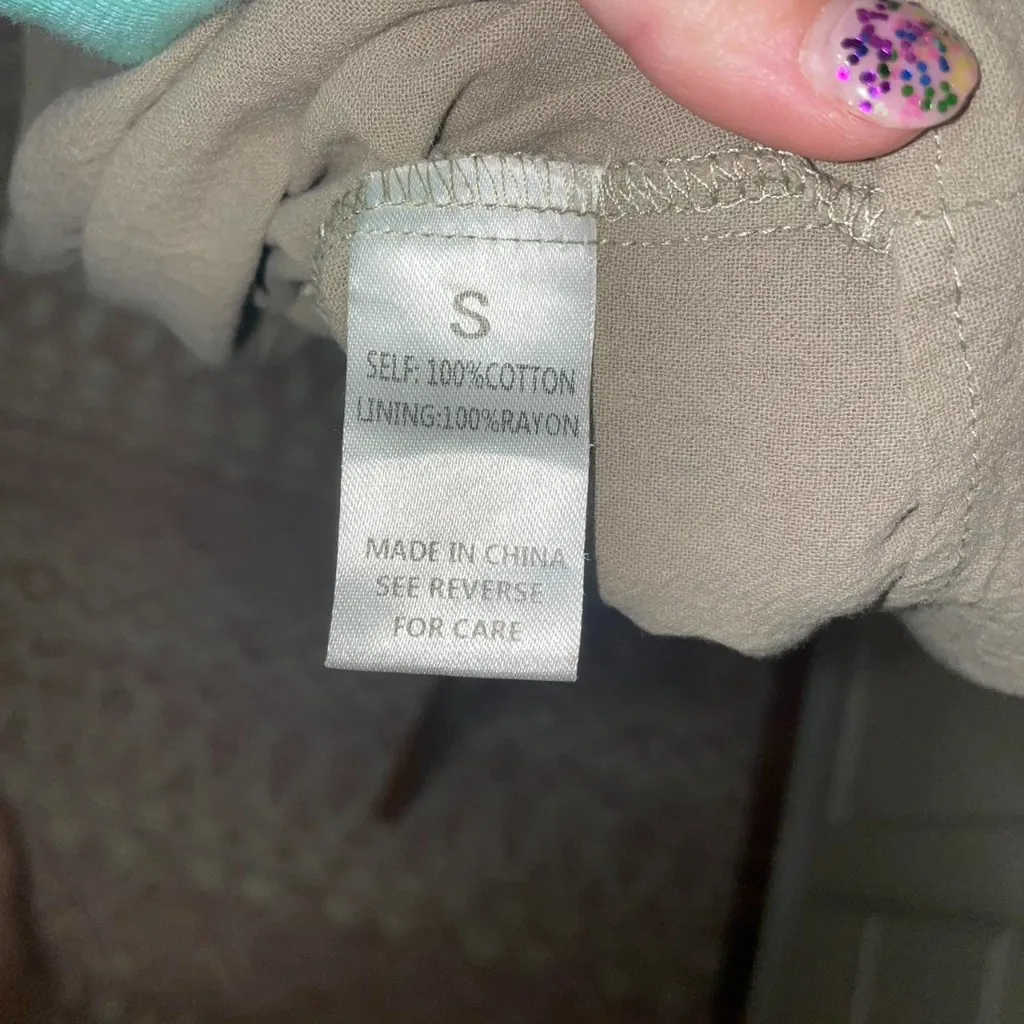 S
SELF: 100%COTTON
LINING:100%RAYON
MADE IN CHINA
SEE REVERSE
FOR CARE